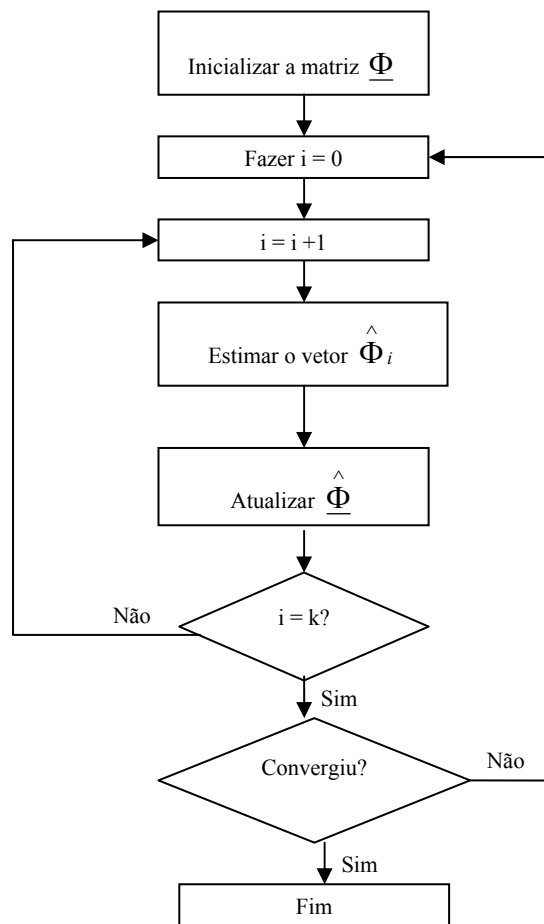 Inicializar a matriz Φ
Fazer i = 0
i = i +1
Estimar o vetor Φ̂ i
Atualizar Φ̂
i = k?
Não
Sim
Convergiu?
Não
Sim
Fim